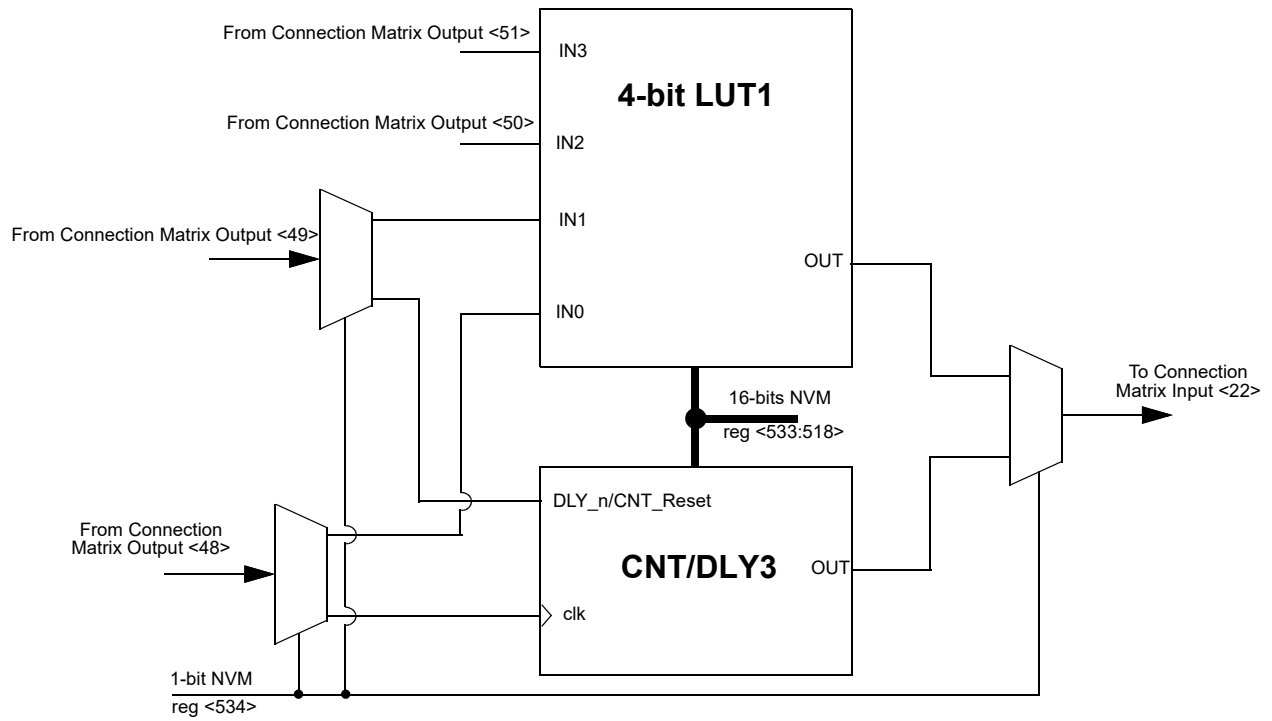 From Connection Matrix Output <51>
IN3
4-bit LUT1
From Connection Matrix Output <50>
IN2
IN1
From Connection Matrix Output <49>
OUT
IN0
To Connection
Matrix Input <22>
16-bits NVM
reg <533:518>
DLY_n/CNT_Reset
From Connection
Matrix Output <48>
CNT/DLY3
OUT
clk
1-bit NVM
reg <534>